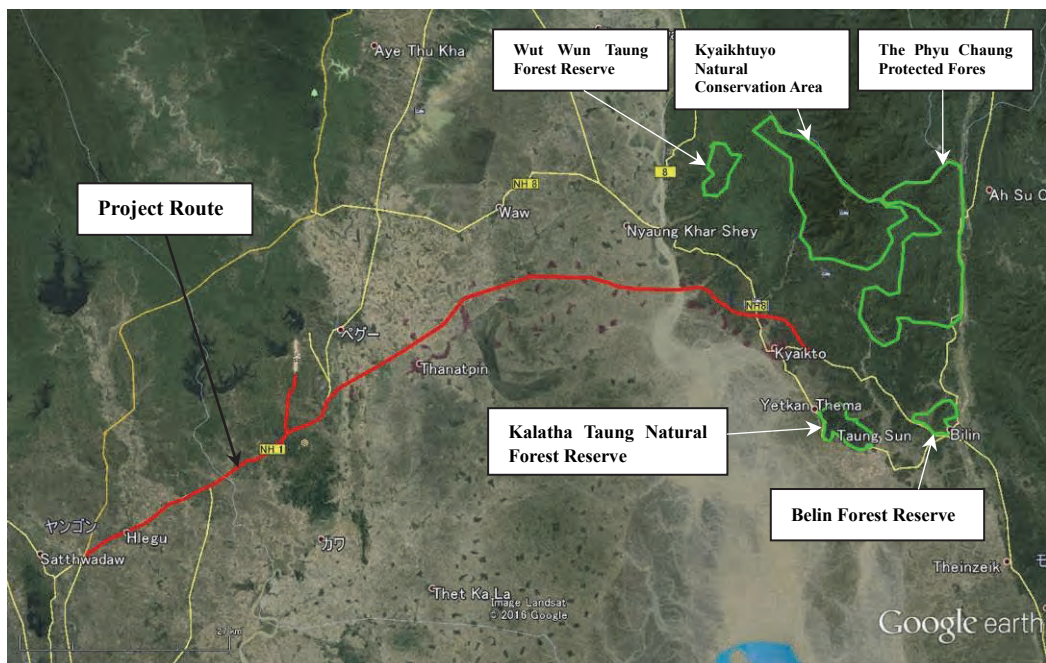 Aye Thu Kha
Wut Wun Taung
Forest Reserve
Kyaikhtuyo
Natural
Conservation Area
The Phyu Chaung
Protected Fores
8
NH 8
Ah Su
Project Route
Waw
Nyaung Khar Shey
NH8
ペグー
Kyaikto
Thanatpin
Yetkan Thema
Kalatha Taung Natural
Forest Reserve
Taung Sun
Bilin
NH 1
Belin Forest Reserve
ヤンゴン
Hlegu
Satthwadaw
カワ
Theinzeik
モ
Thet Ka La
Image Landsat
© 2016 Google
Google earth
27 km